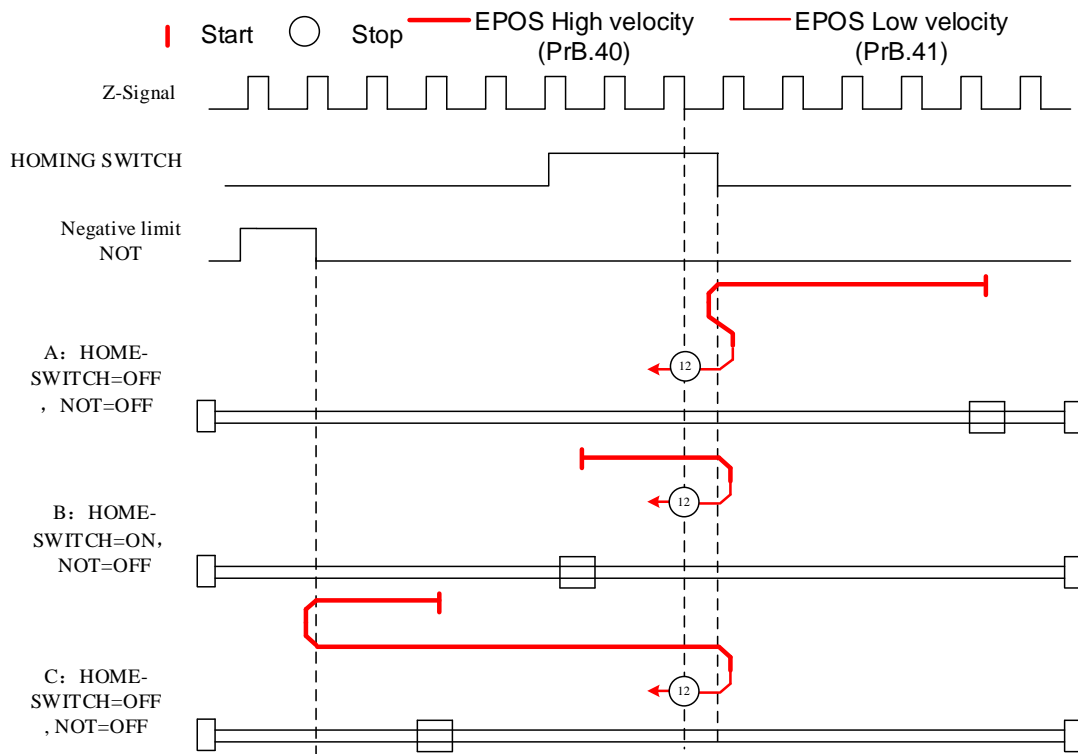 Start
Stop
EPOS High velocity
(PrB.40)
EPOS Low velocity
(PrB.41)
Z-Signal
HOMING SWITCH
Negative limit
NOT
A：HOME-
SWITCH=OFF
，NOT=OFF
12
B：HOME-
SWITCH=ON，
NOT=OFF
12
C：HOME-
SWITCH=OFF
, NOT=OFF
12